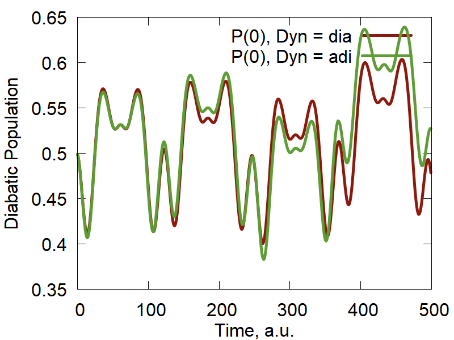 0.65
P(0), Dyn = dia
P(0), Dyn = adi
0.6
0.55
0.5
0.45
0.4
0.35
Diabatic Population
0 100 200 300 400 500
Time, a.u.